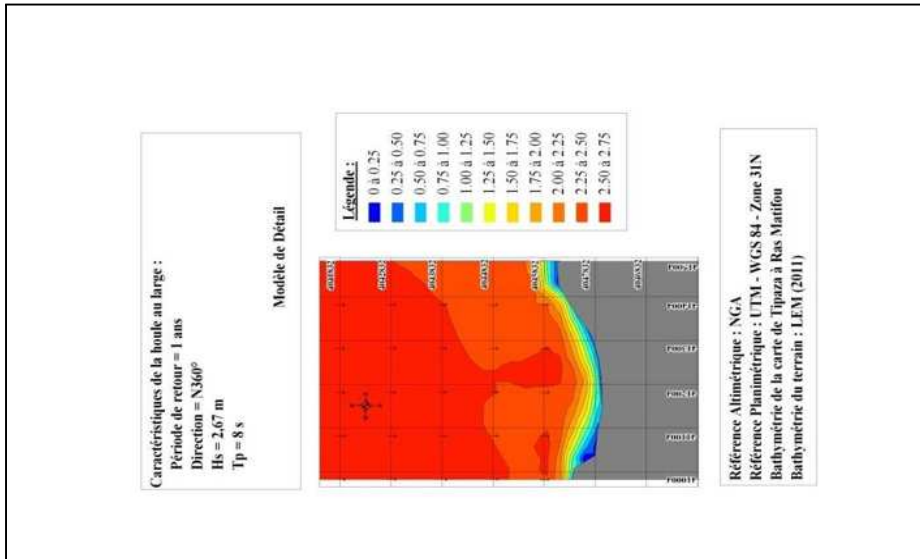 Caractéristiques de la houle au large :
Période de retour = 1 ans
Direction = N360°
Hs = 2,67 m
Tp = 8 s
Modèle de Détail
Légende :
0 à 0.25
0.25 à 0.50
0.50 à 0.75
0.75 à 1.00
1.00 à 1.25
1.25 à 1.50
1.50 à 1.75
1.75 à 2.00
2.00 à 2.25
2.25 à 2.50
2.50 à 2.75
Référence Altimétrique : NGA
Référence Planimétrique : UTM - WGS 84 - Zone 31N
Bathymétrie de la carte de Tipaza à Ras Matifou
Bathymétrie du terrain : LEM (2011)